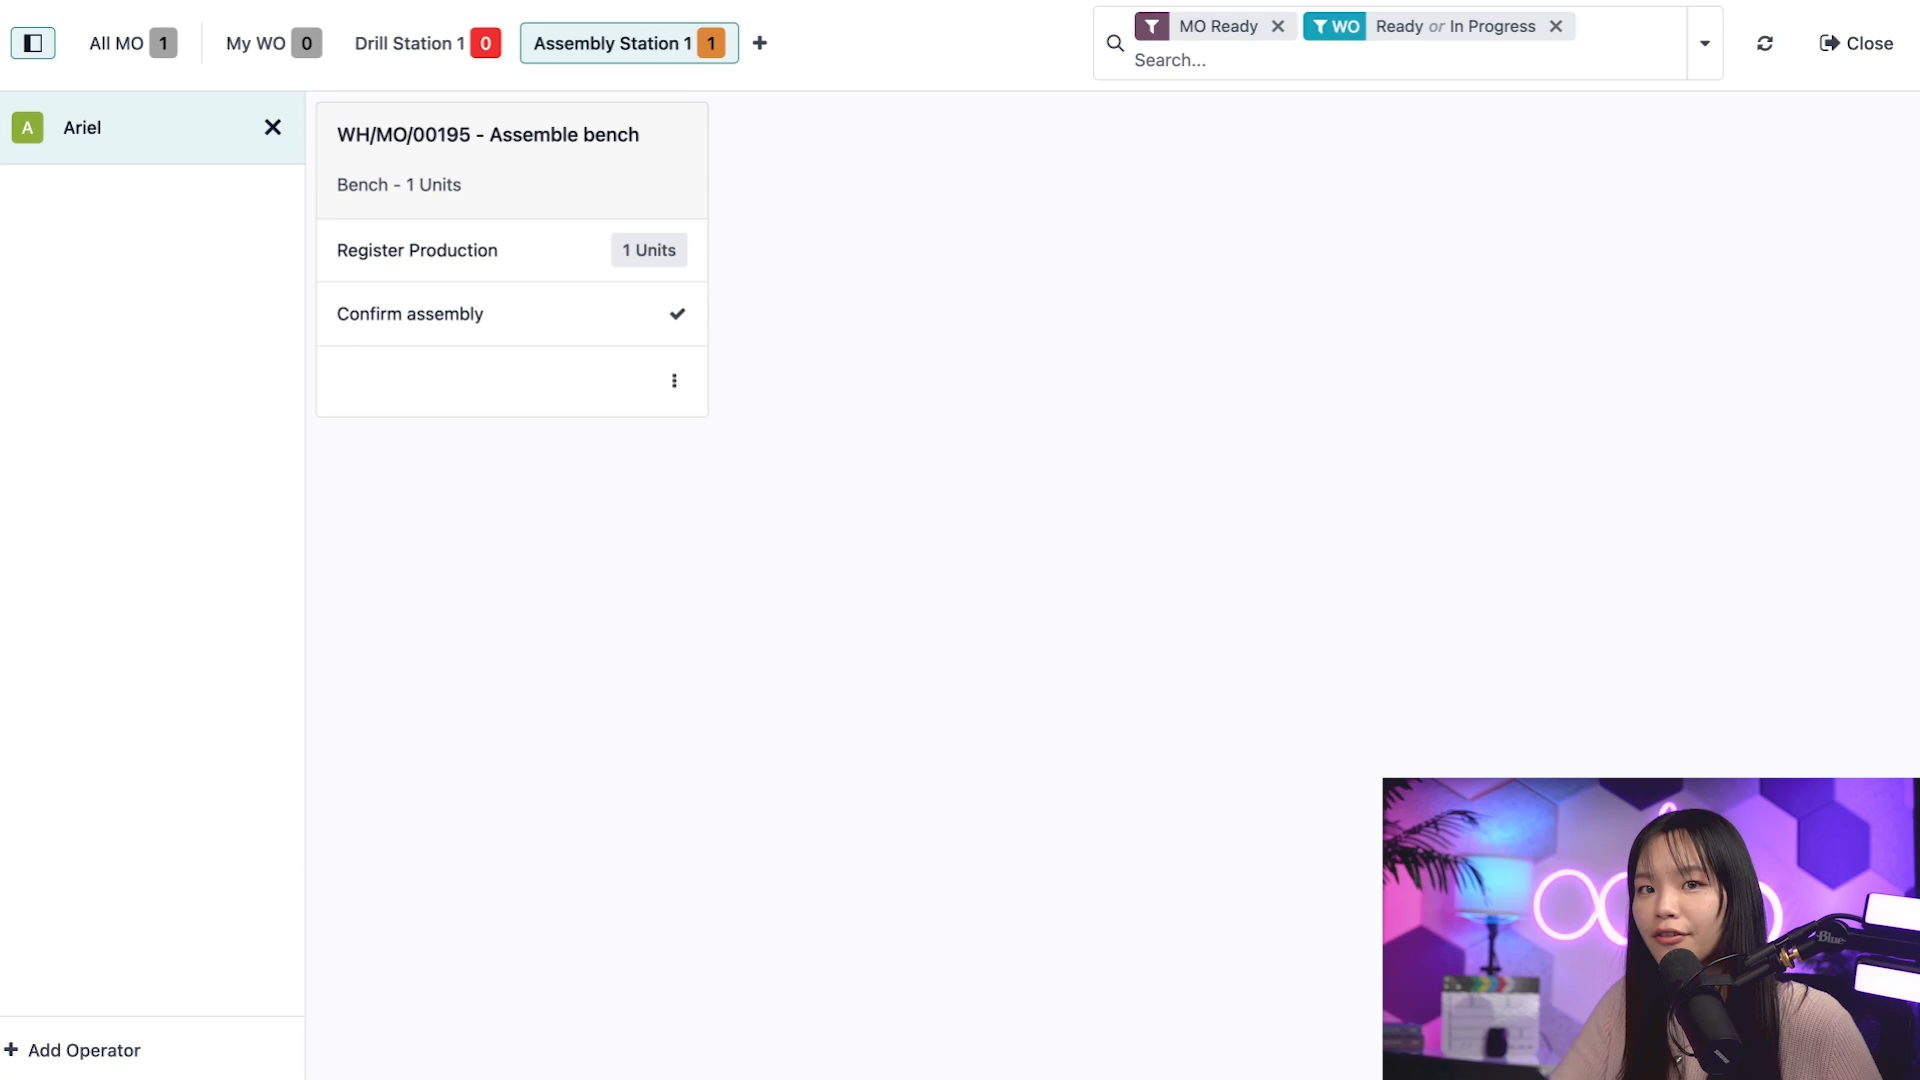 All MO 1
My WO 0
Drill Station 1 0
Assembly Station 1 1
MO Ready
WO Ready or In Progress
Search...
Close
A Ariel
WH/MO/00195 - Assemble bench
Bench - 1 Units
Register Production 1 Units
Confirm assembly
Add Operator
Blue